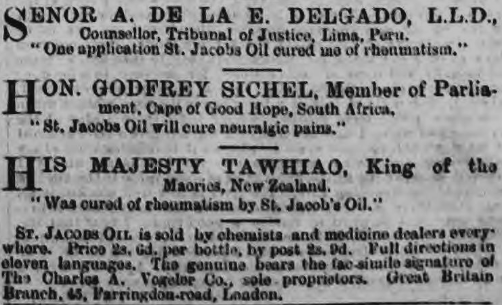 SENOR A. DE LA E. DELGADO, L.L.D.,
Counsellor, Tribunal of Justice, Lima, Peru.
"One application St. Jacobs Oil cured me of rheumatism."
HON. GODFREY SICHEL, Member of Parlia-
ment, Cape of Good Hope, South Africa,
"St. Jacobs Oil will cure neuralgic pains."
HIS MAJESTY TAWHIAO, King of the
Maories, New Zealand.
"Was cured of rheumatism by St. Jacob's Oil."
ST. JACOBS OIL is sold by chemists and medicine dealers every-
where. Price 2s. 6d. per bottle, by post 2s. 9d. Full directions in
eleven languages. The genuine bears the fac-simile signature of
The Charles A. Vogeler Co., sole proprietors. Great Britain
Branch, 45, Farringdon-road, London.